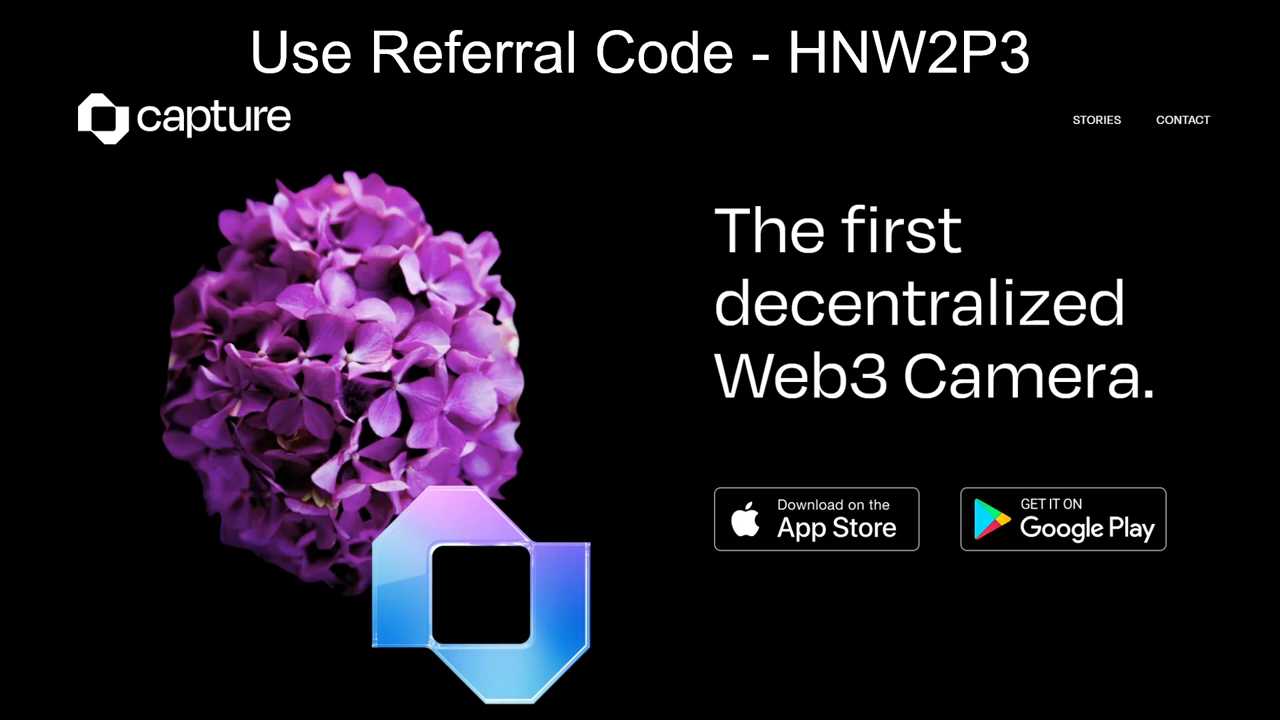 Use Referral Code - HNW2P3
capture
STORIES CONTACT
The first
decentralized
Web3 Camera.
Download on the
App Store
GET IT ON
Google Play